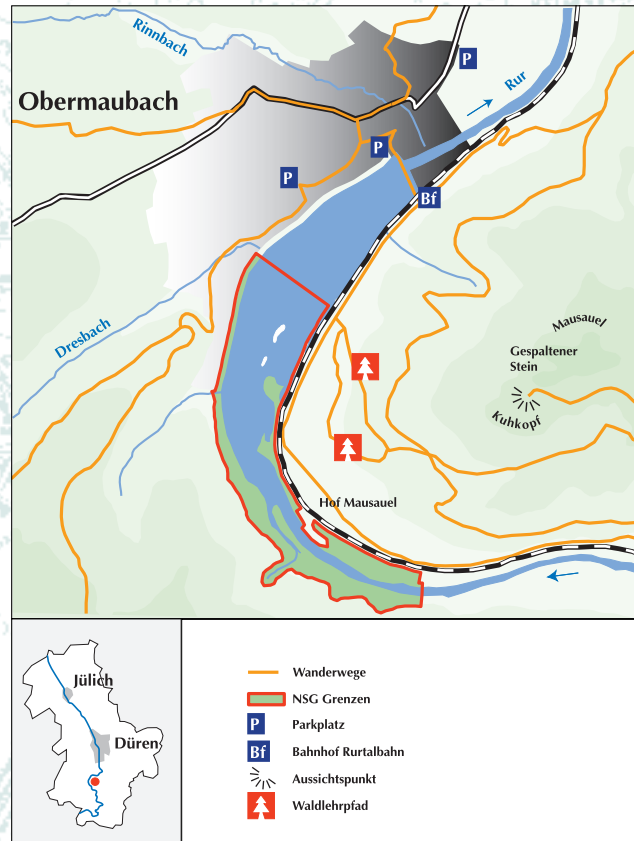 Rinnbach
P
Obermaubach
Rur
P
P
Bf
Dresbach
Mausauel
Gespaltener
Stein
Kuhkopf
Hof Mausauel
Jülich
Düren
Wanderwege
NSG Grenzen
P Parkplatz
Bf Bahnhof Rurtalbahn
Aussichtspunkt
Waldlehrpfad